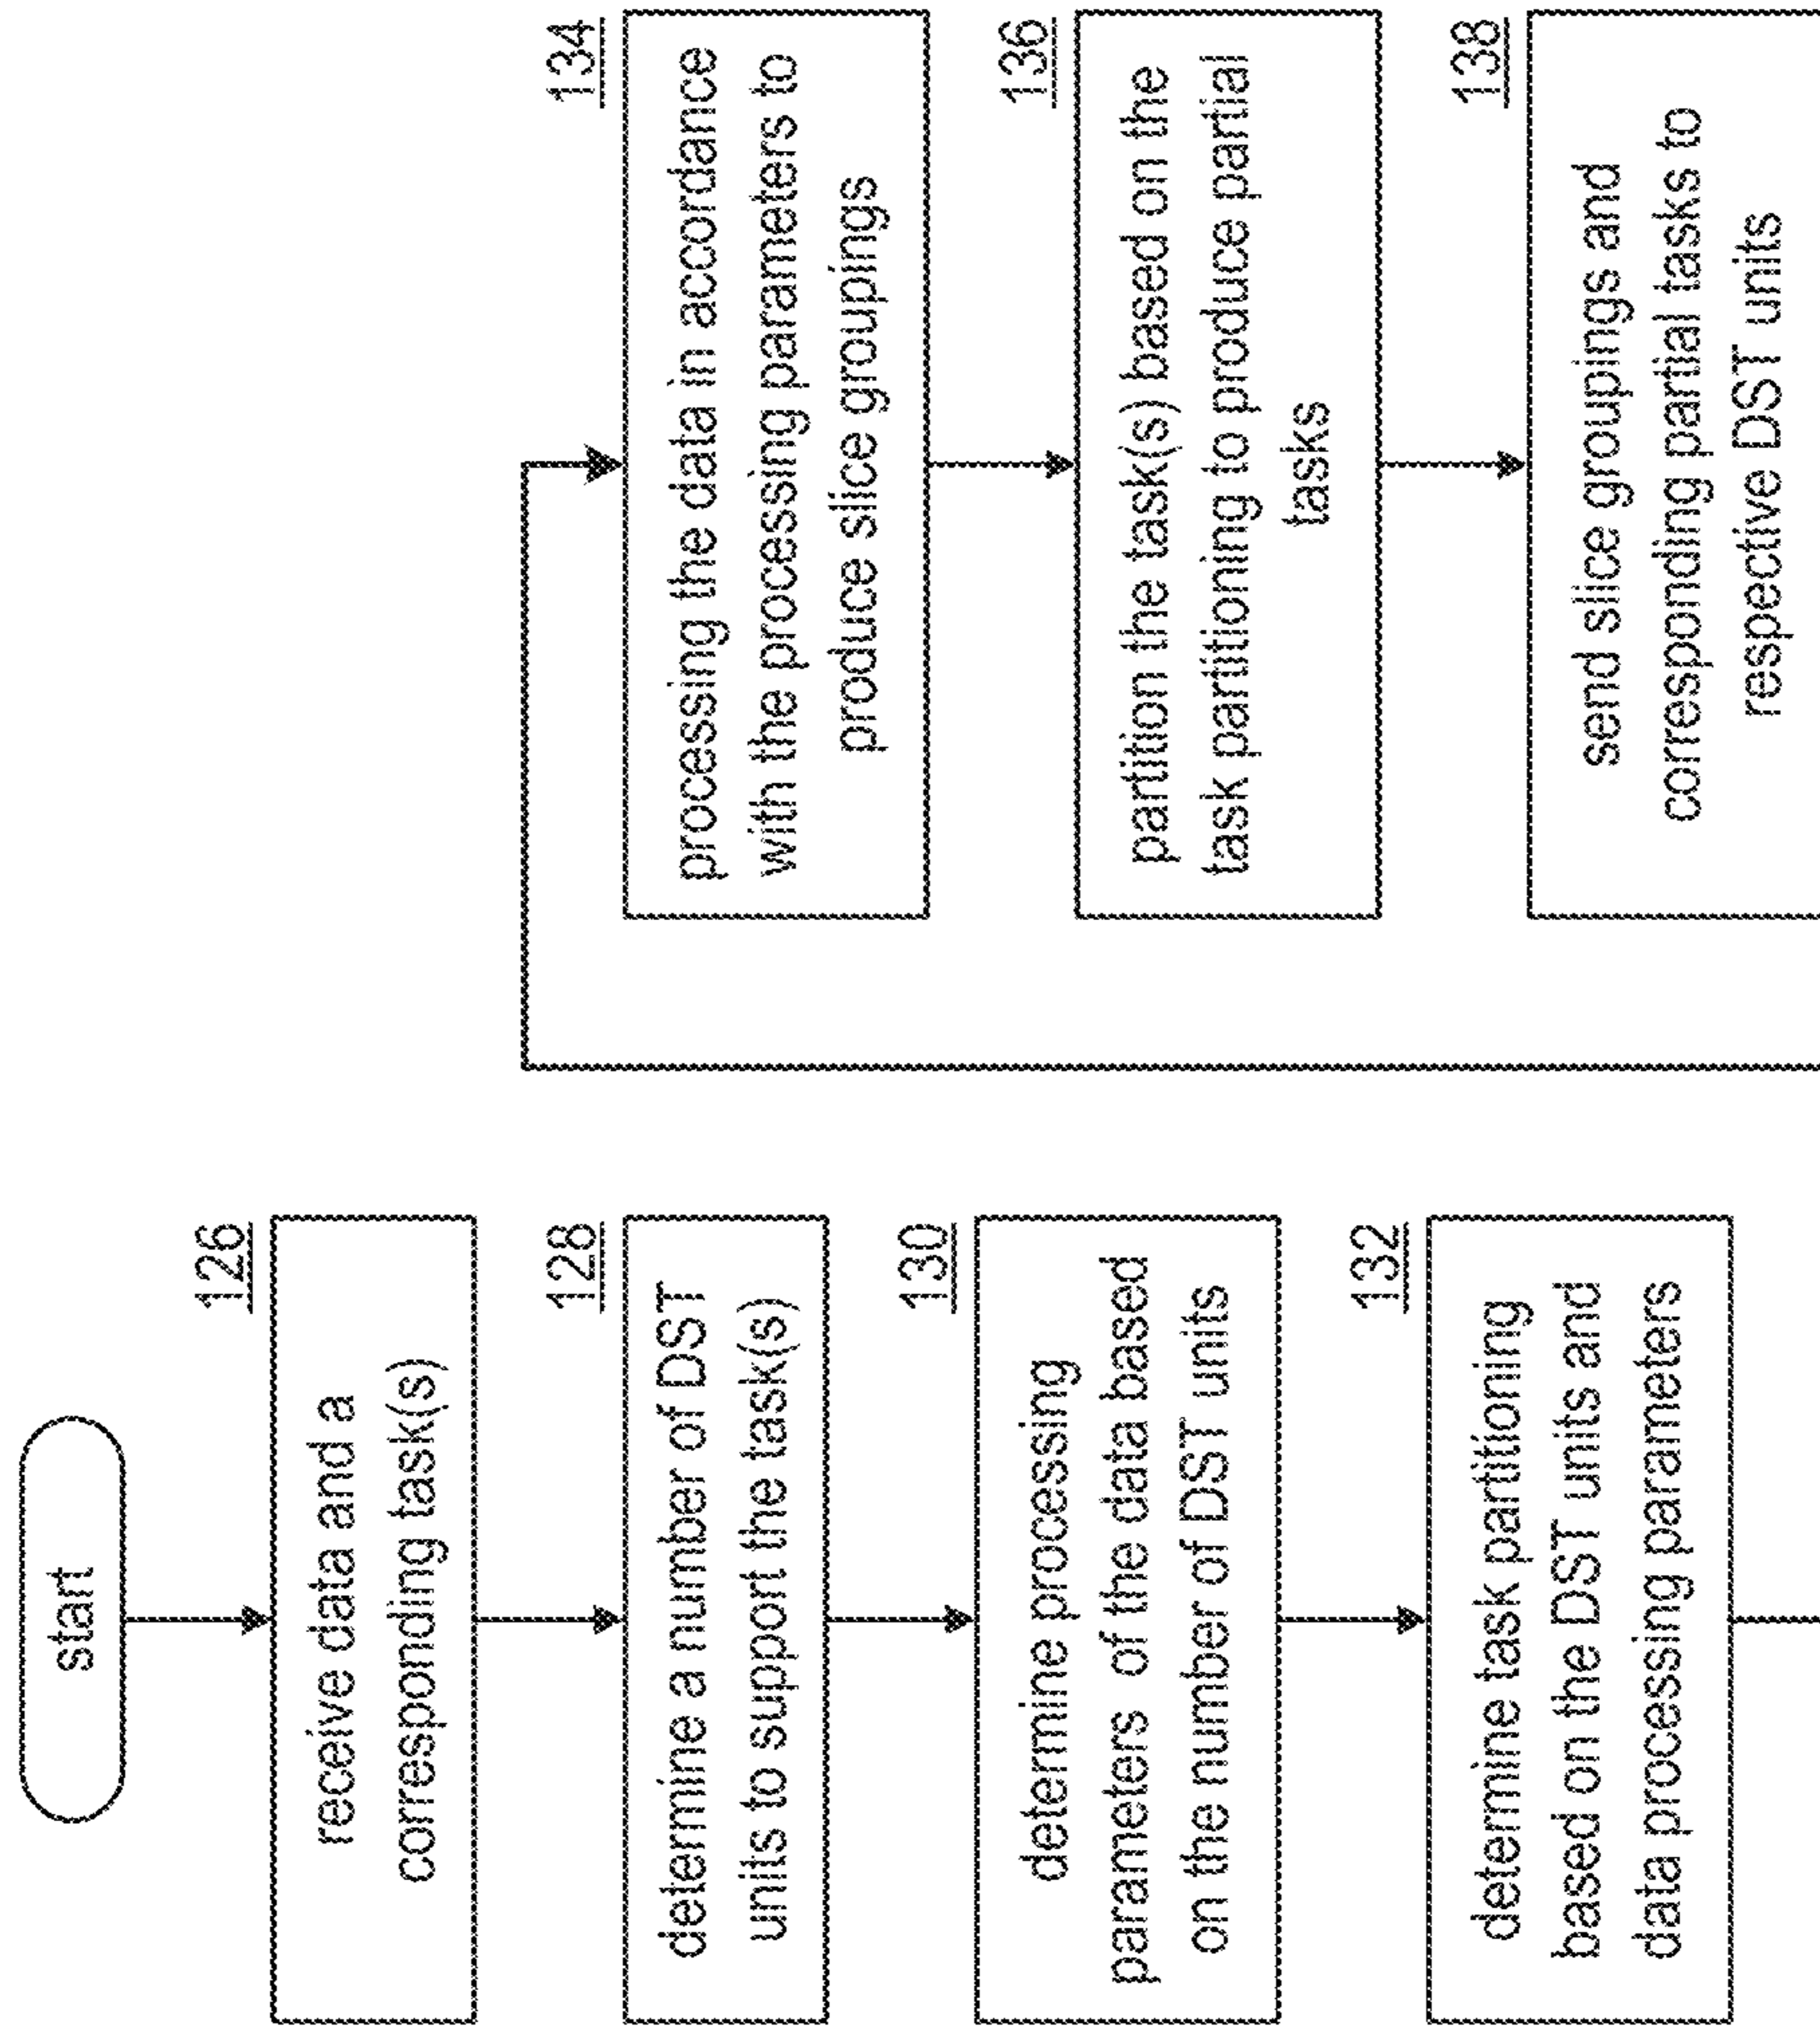 start
126
receive data and a
corresponding task(s)
128
determine a number of DST
units to support the task(s)
130
determine processing
parameters of the data based
on the number of DST units
132
determine task partitioning
based on the DST units and
data processing parameters
134
processing the data in accordance
with the processing parameters to
produce slice groupings
136
partition the task(s) based on the
task partitioning to produce partial
tasks
138
send slice groupings and
corresponding partial tasks to
respective DST units